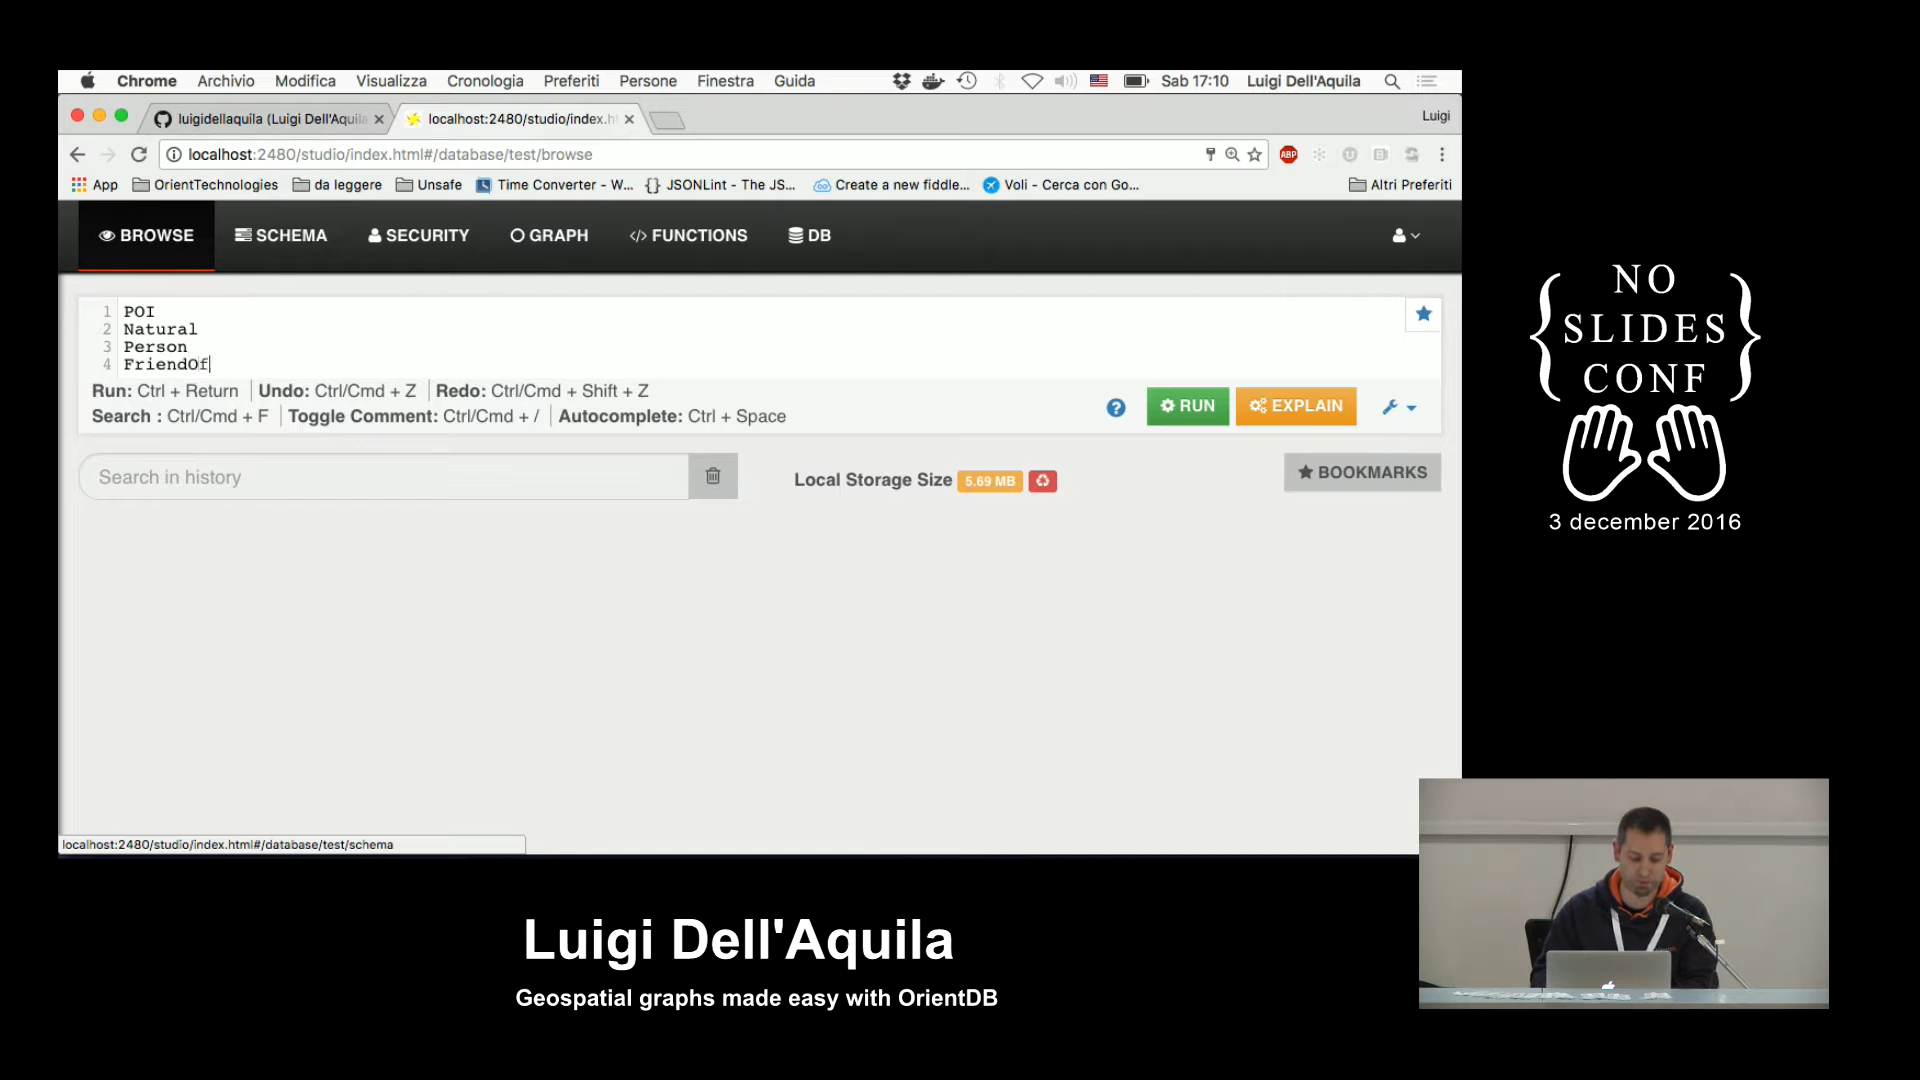 Chrome Archivio Modifica Visualizza Cronologia Preferiti Persone Finestra Guida Sab 17:10 Luigi Dell'Aquila
luigidellaquila (Luigi Dell'Aquila localhost:2480/studio/index.h Luigi
localhost:2480/studio/index.html#/database/test/browse ABP
App OrientTechnologies da leggere Unsafe Time Converter - W... {} JSONLint - The JS... Create a new fiddle... Voli - Cerca con Go... Altri Preferiti
BROWSE SCHEMA SECURITY GRAPH </> FUNCTIONS DB
1 POI
2 Natural
3 Person
4 FriendOf
Run: Ctrl + Return Undo: Ctrl/Cmd + Z Redo: Ctrl/Cmd + Shift + Z
Search : Ctrl/Cmd + F Toggle Comment: Ctrl/Cmd + / Autocomplete: Ctrl + Space
? RUN EXPLAIN
Search in history Local Storage Size 5.69 MB BOOKMARKS
localhost:2480/studio/index.html#/database/test/schema
{ NO
SLIDES
CONF }
3 december 2016
Luigi Dell'Aquila
Geospatial graphs made easy with OrientDB